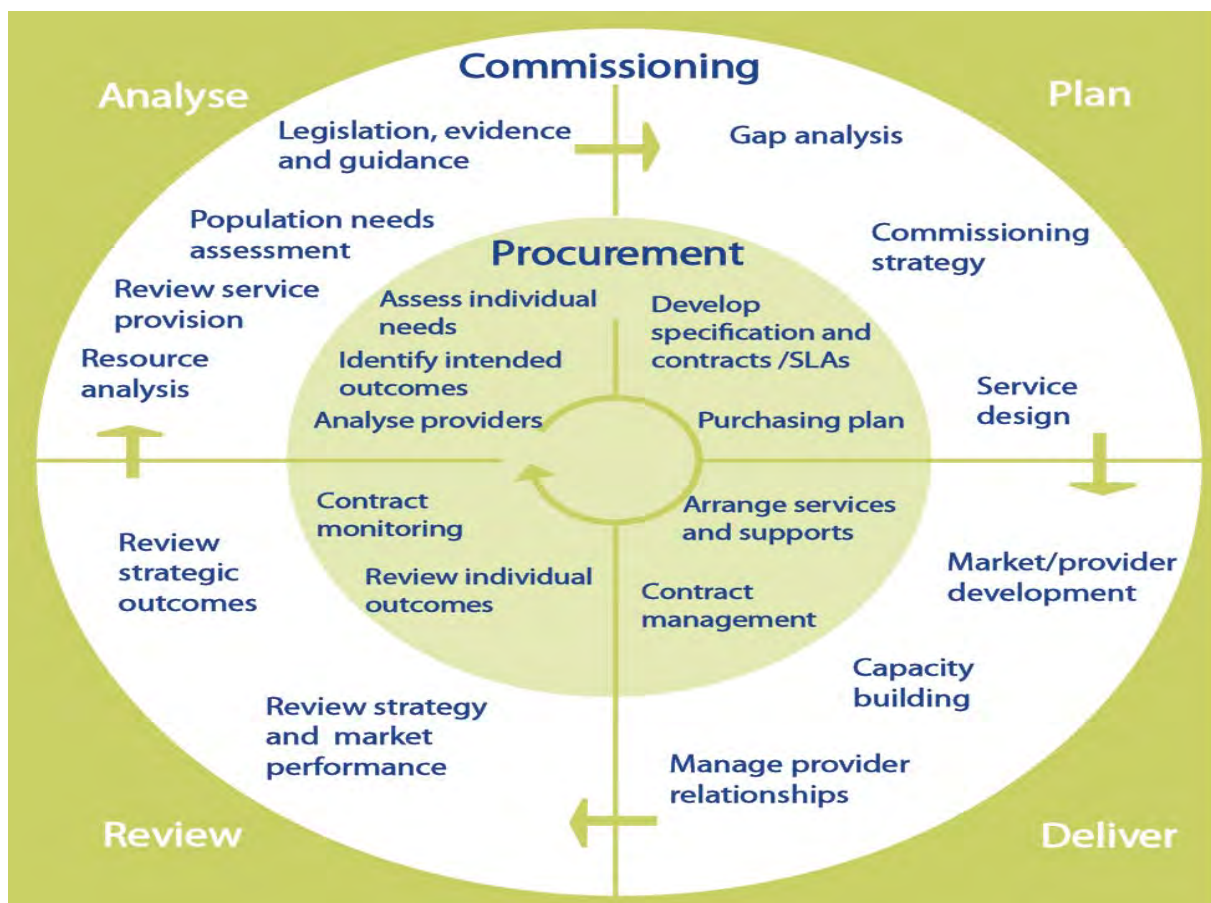 Commissioning
Analyse
Plan
Legislation, evidence
and guidance
Gap analysis
Population needs
assessment
Commissioning
strategy
Review service
provision
Resource
analysis
Service
design
Procurement
Assess individual
needs
Identify intended
outcomes
Analyse providers
Develop
specification and
contracts /SLAs
Purchasing plan
Contract
monitoring
Review individual
outcomes
Arrange services
and supports
Contract
management
Review
strategic
outcomes
Market/provider
development
Capacity
building
Review strategy
and market
performance
Manage provider
relationships
Review
Deliver